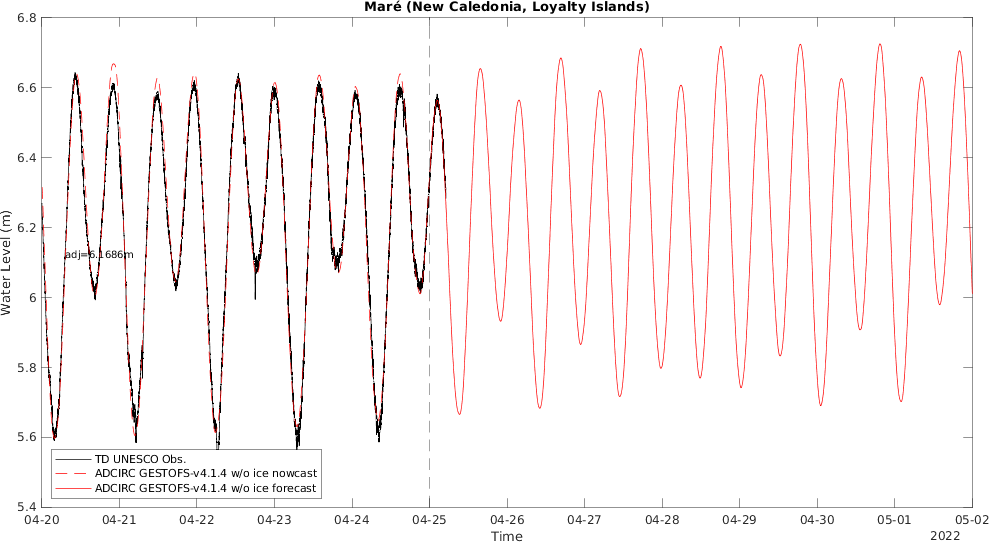 Maré (New Caledonia, Loyalty Islands)
6.8
6.6
6.4
6.2
6
5.8
5.6
5.4
Water Level (m)
adj=6.1686m
TD UNESCO Obs.
ADCIRC GESTOFS-v4.1.4 w/o ice nowcast
ADCIRC GESTOFS-v4.1.4 w/o ice forecast
04-20 04-21 04-22 04-23 04-24 04-25 04-26 04-27 04-28 04-29 04-30 05-01 05-02
Time
2022